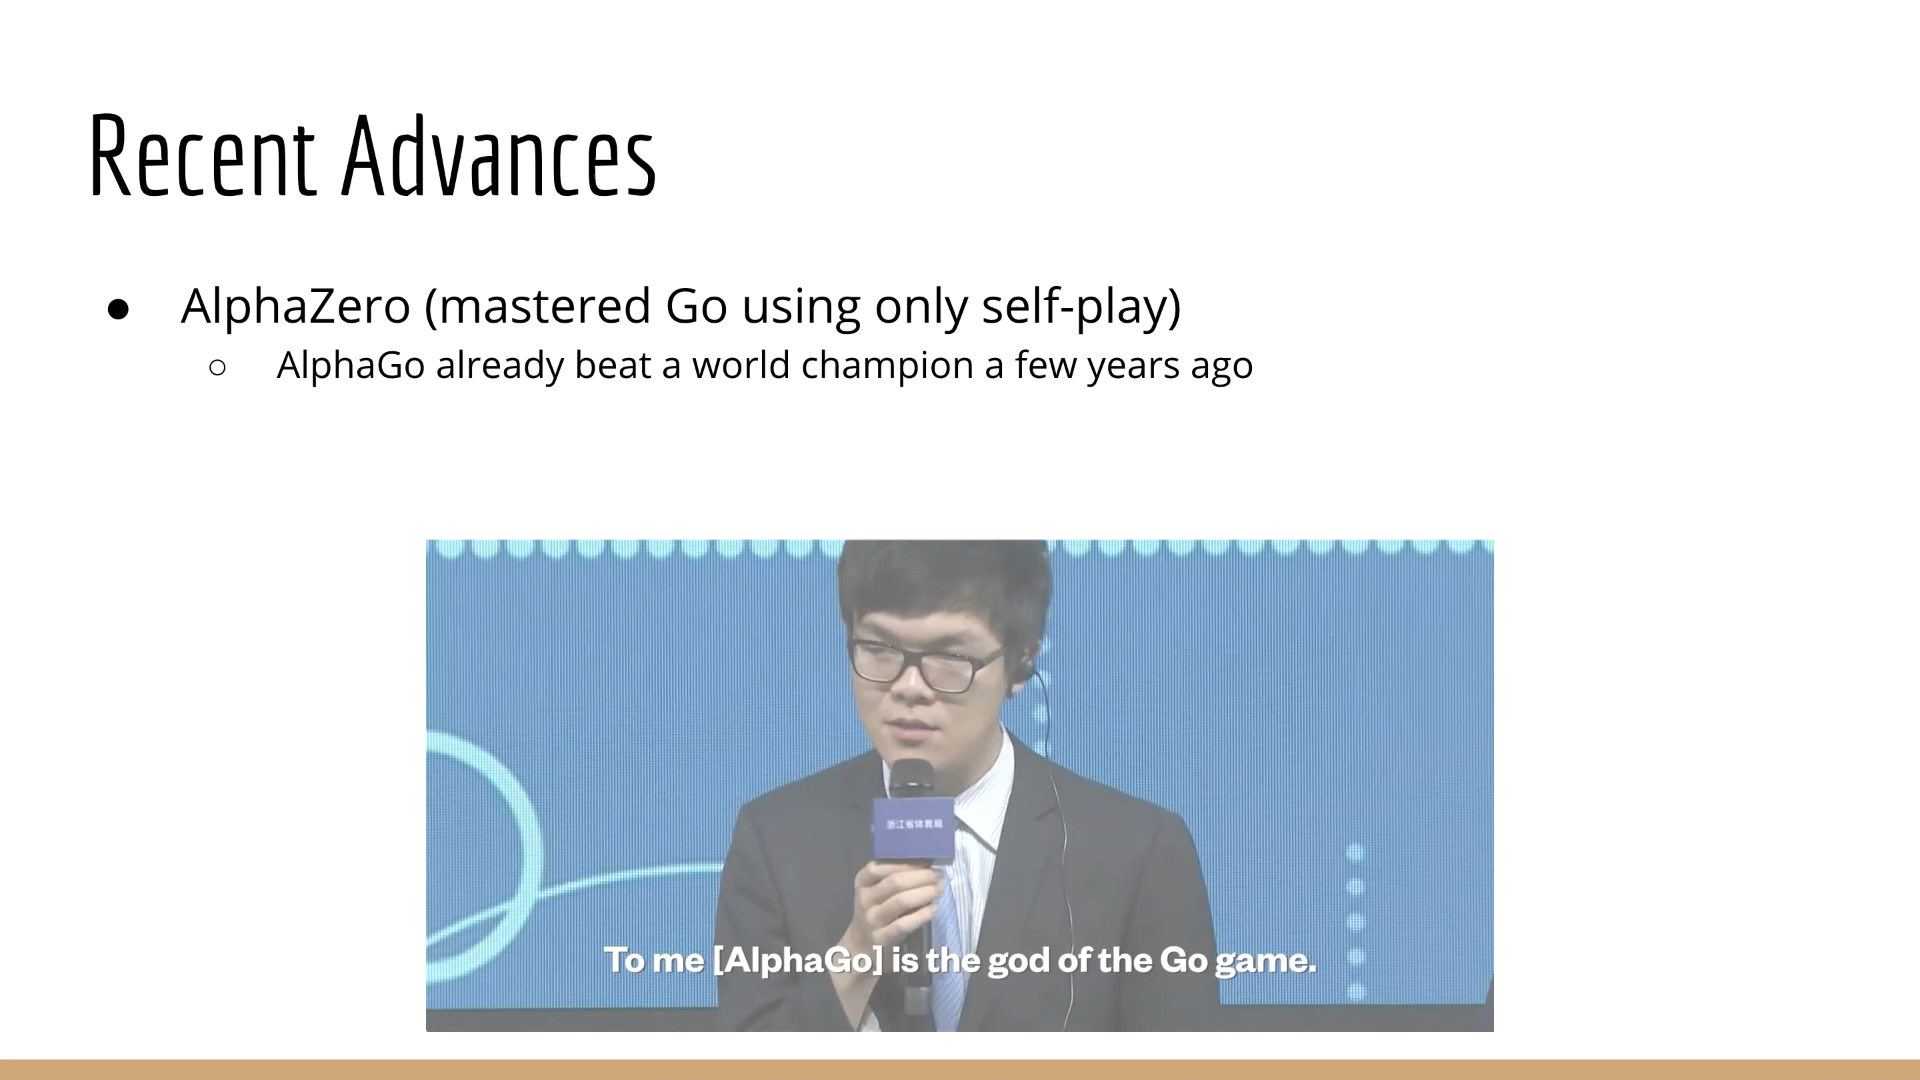 Recent Advances
● AlphaZero (mastered Go using only self-play)
○ AlphaGo already beat a world champion a few years ago
浙江省体育局
To me [AlphaGo] is the god of the Go game.